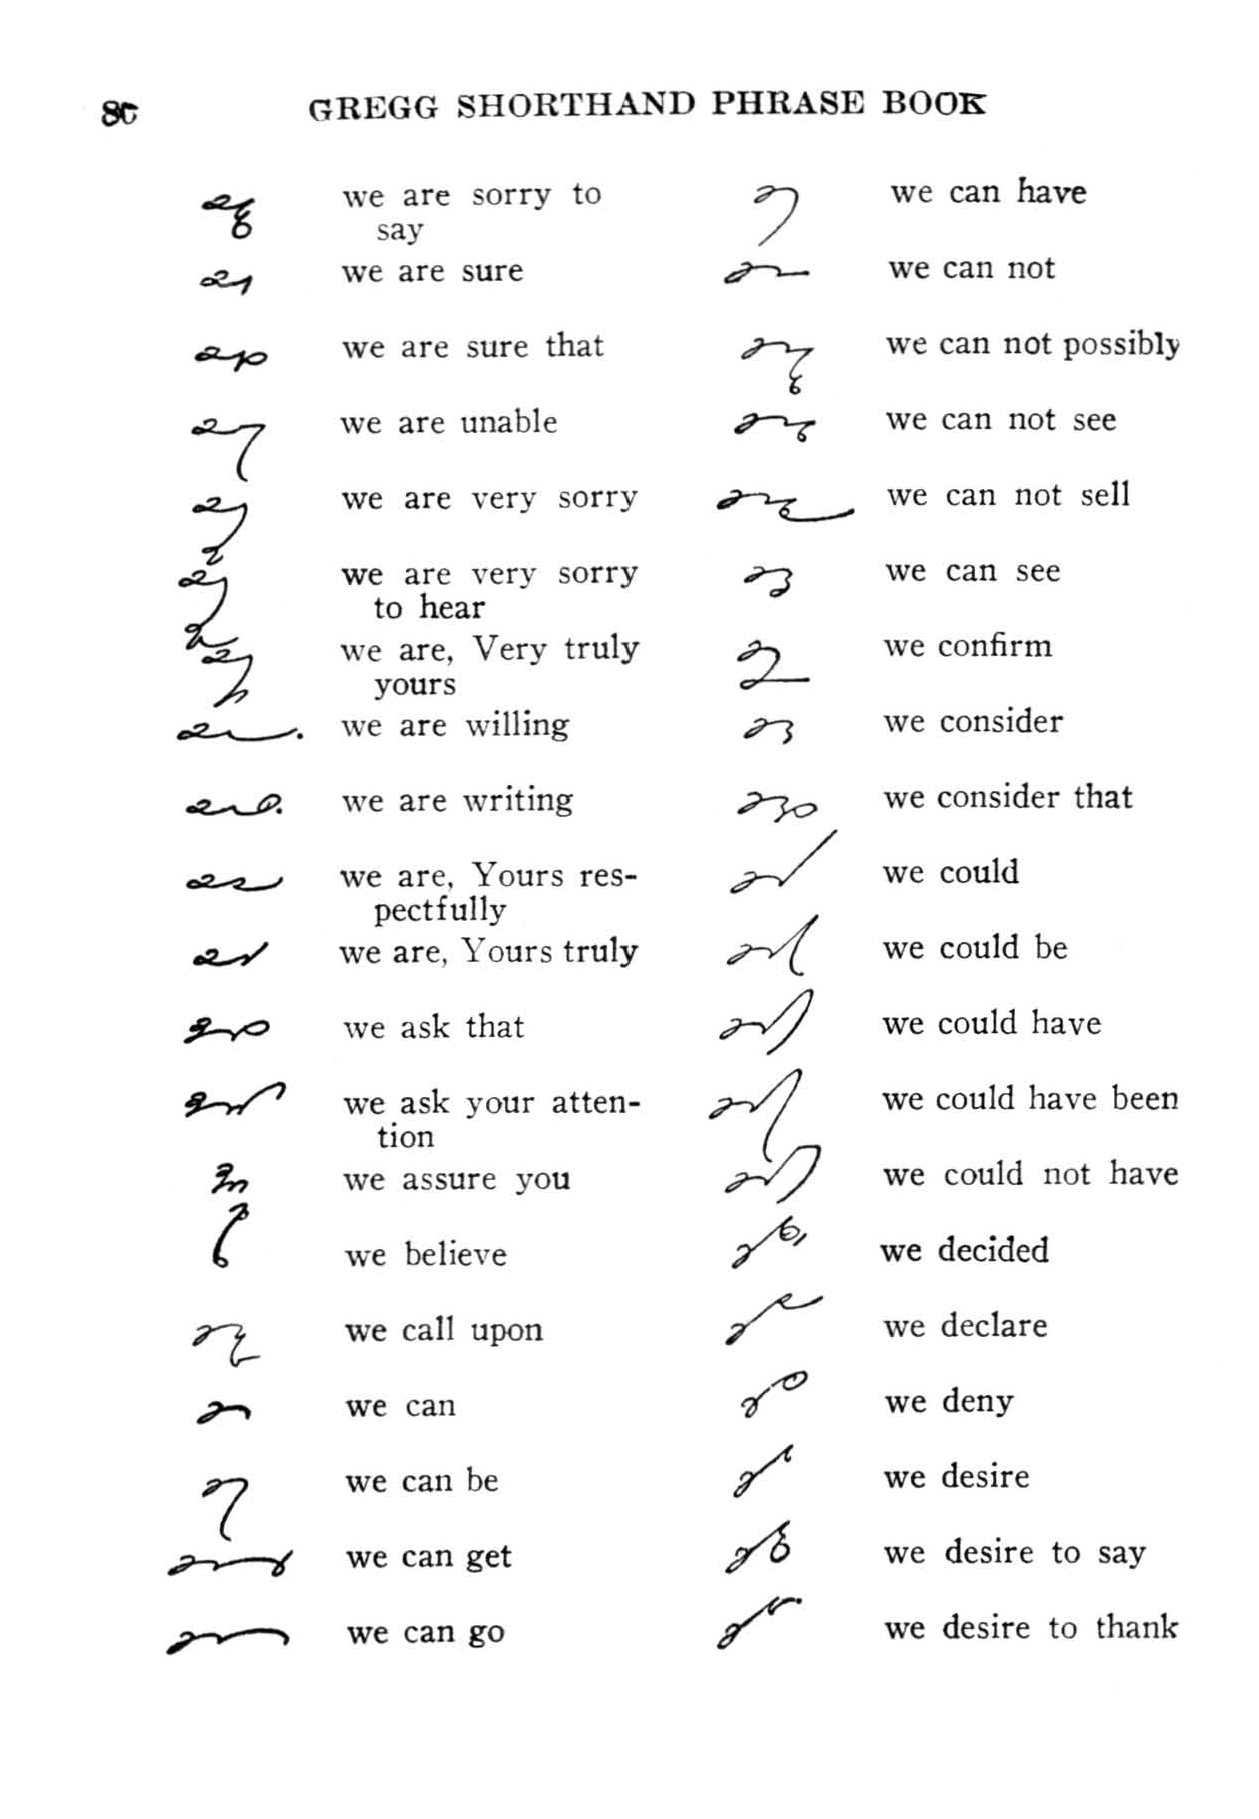 80 GREGG SHORTHAND PHRASE BOOK
we are sorry to
say
we are sure
we are sure that
we are unable
we are very sorry
we are very sorry
to hear
we are, Very truly
yours
we are willing
we are writing
we are, Yours res-
pectfully
we are, Yours truly
we ask that
we ask your atten-
tion
we assure you
we believe
we call upon
we can
we can be
we can get
we can go
we can have
we can not
we can not possibly
we can not see
we can not sell
we can see
we confirm
we consider
we consider that
we could
we could be
we could have
we could have been
we could not have
we decided
we declare
we deny
we desire
we desire to say
we desire to thank